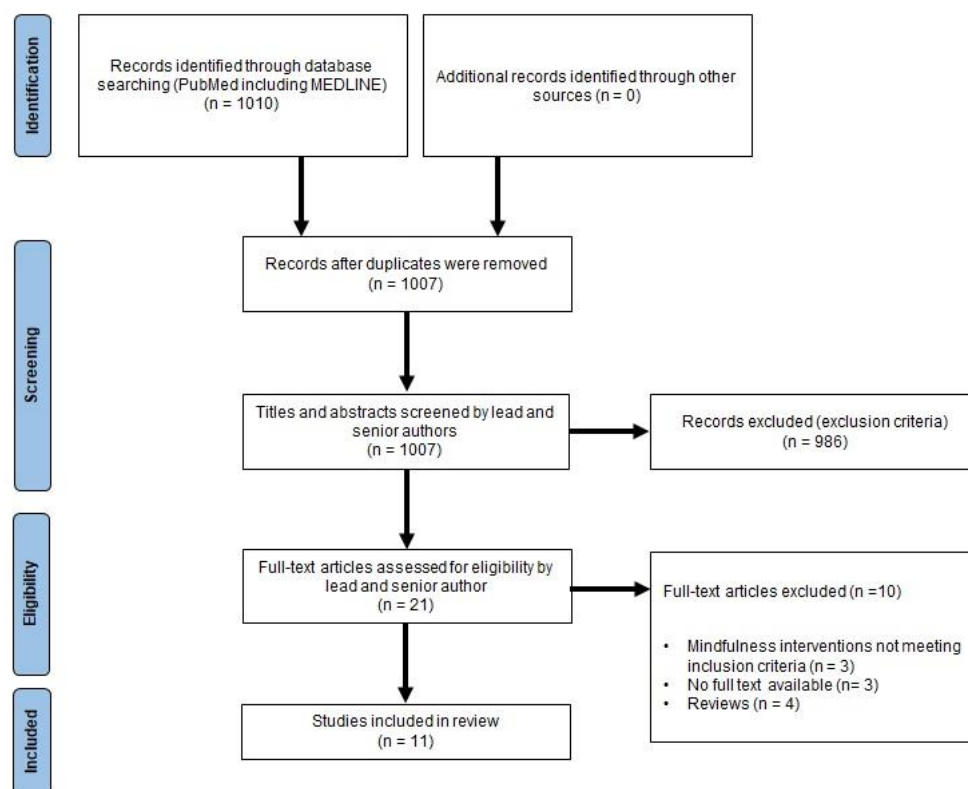 Identification
Records identified through database
searching (PubMed including MEDLINE)
(n = 1010)
Additional records identified through other
sources (n = 0)
Screening
Records after duplicates were removed
(n = 1007)
Titles and abstracts screened by lead and
senior authors
(n = 1007)
Records excluded (exclusion criteria)
(n = 986)
Eligibility
Full-text articles assessed for eligibility by
lead and senior author
(n = 21)
Full-text articles excluded (n =10)
• Mindfulness interventions not meeting
inclusion criteria (n = 3)
• No full text available (n= 3)
• Reviews (n = 4)
Included
Studies included in review
(n = 11)